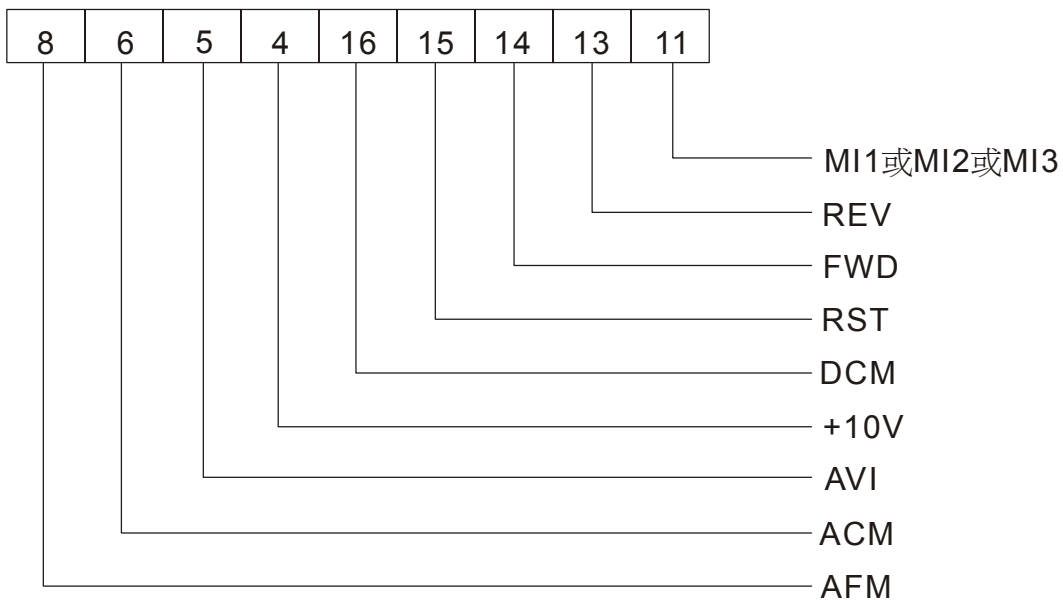 8 6 5 4 16 15 14 13 11
MI1或MI2或MI3
REV
FWD
RST
DCM
+10V
AVI
ACM
AFM